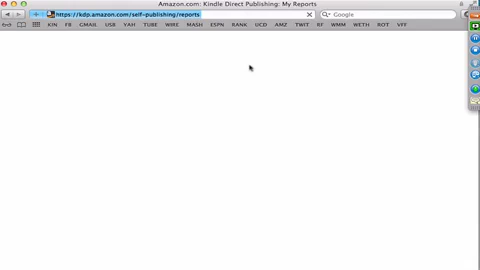 Amazon.com: Kindle Direct Publishing: My Reports
https://kdp.amazon.com/self-publishing/reports
Google
KIN FB GMAIL USB YAH TUBE WIRE MASH ESPN RANK UCD AMZ TWIT RF WMM WETH ROT VFF